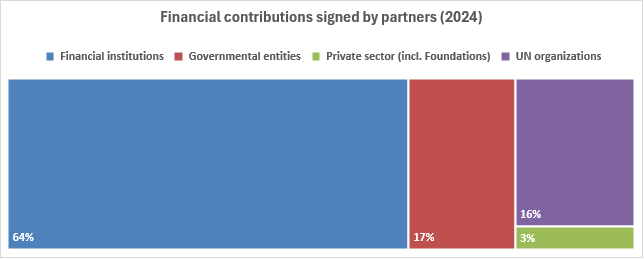 Financial contributions signed by partners (2024)
Financial institutions Governmental entities Private sector (incl. Foundations) UN organizations
64%
17%
16%
3%